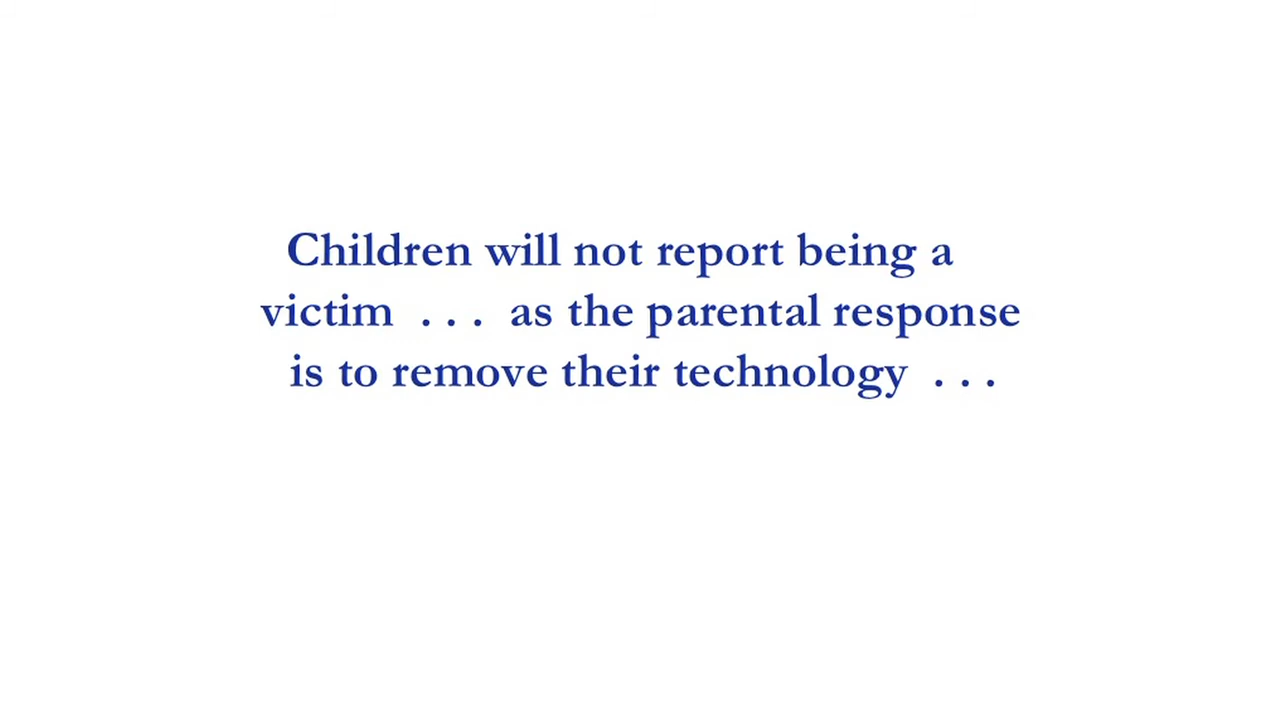 Children will not report being a
victim . . . as the parental response
is to remove their technology . . .